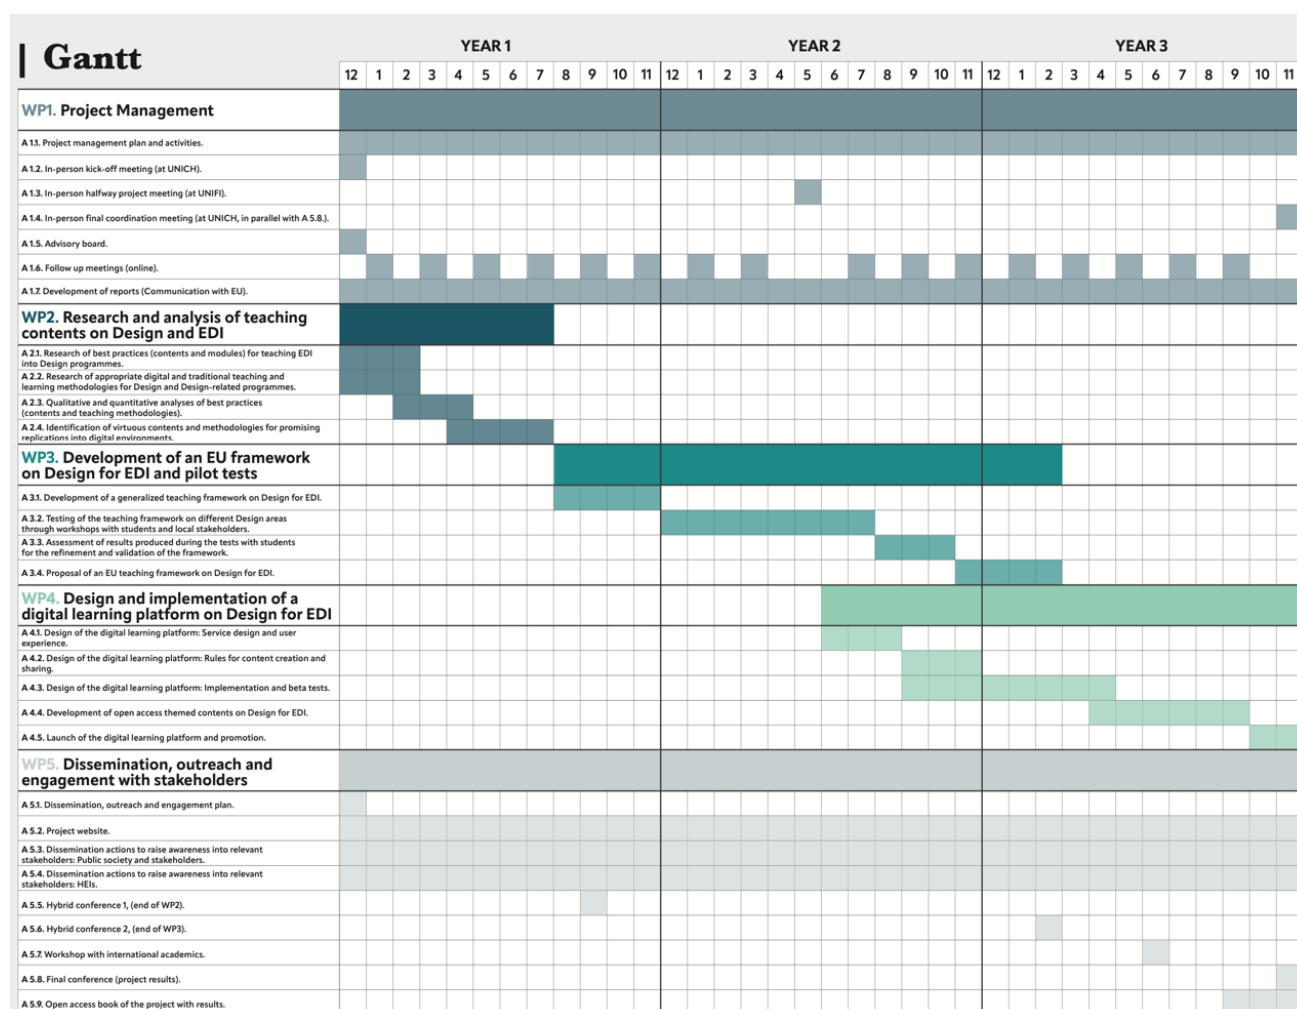 Gantt
YEAR 1 YEAR 2 YEAR 3
12 1 2 3 4 5 6 7 8 9 10 11 12 1 2 3 4 5 6 7 8 9 10 11 12 1 2 3 4 5 6 7 8 9 10 11
WP1. Project Management
A 1.1. Project management plan and activities.
A 1.2. In-person kick-off meeting (at UNICH).
A 1.3. In-person halfway project meeting (at UNIFI).
A 1.4. In-person final coordination meeting (at UNICH, in parallel with A 5.8.).
A 1.5. Advisory board.
A 1.6. Follow up meetings (online).
A 1.7. Development of reports (Communication with EU).
WP2. Research and analysis of teaching
contents on Design and EDI
A 2.1. Research of best practices (contents and modules) for teaching EDI
into Design programmes.
A 2.2. Research of appropriate digital and traditional teaching and
learning methodologies for Design and Design-related programmes.
A 2.3. Qualitative and quantitative analyses of best practices
(contents and teaching methodologies).
A 2.4. Identification of virtuous contents and methodologies for promising
replications into digital environments.
WP3. Development of an EU framework
on Design for EDI and pilot tests
A 3.1. Development of a generalized teaching framework on Design for EDI.
A 3.2. Testing of the teaching framework on different Design areas
through workshops with students and local stakeholders.
A 3.3. Assessment of results produced during the tests with students
for the refinement and validation of the framework.
A 3.4. Proposal of an EU teaching framework on Design for EDI.
WP4. Design and implementation of a
digital learning platform on Design for EDI
A 4.1. Design of the digital learning platform: Service design and user
experience.
A 4.2. Design of the digital learning platform: Rules for content creation and
sharing.
A 4.3. Design of the digital learning platform: Implementation and beta tests.
A 4.4. Development of open access themed contents on Design for EDI.
A 4.5. Launch of the digital learning platform and promotion.
WP5. Dissemination, outreach and
engagement with stakeholders
A 5.1. Dissemination, outreach and engagement plan.
A 5.2. Project website.
A 5.3. Dissemination actions to raise awareness into relevant
stakeholders: Public society and stakeholders.
A 5.4. Dissemination actions to raise awareness into relevant
stakeholders: HEIs.
A 5.5. Hybrid conference 1, (end of WP2).
A 5.6. Hybrid conference 2, (end of WP3).
A 5.7. Workshop with international academics.
A 5.8. Final conference (project results).
A 5.9. Open access book of the project with results.